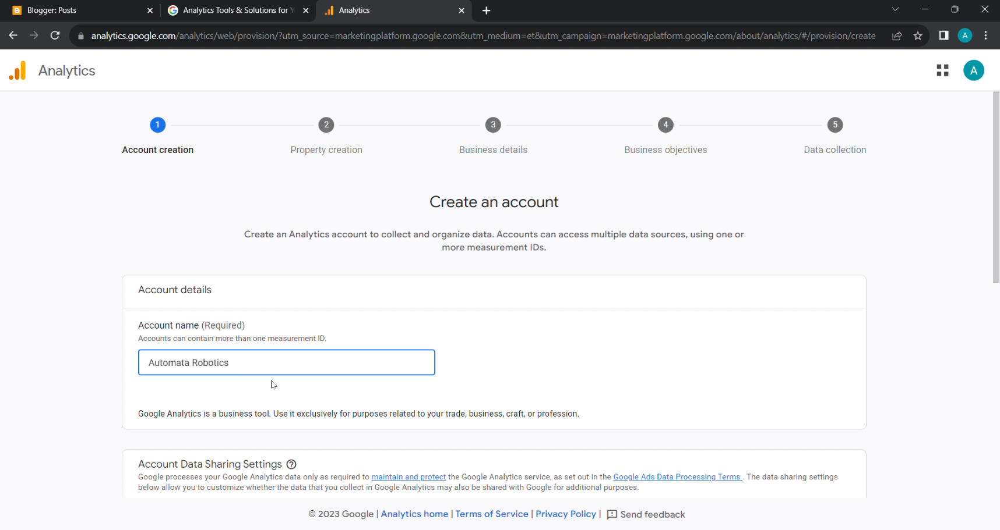 Blogger: Posts
Analytics Tools & Solutions for
Analytics
analytics.google.com/analytics/web/provision/?utm_source=marketingplatform.google.com&utm_medium=et&utm_campaign=marketingplatform.google.com/about/analytics/#/provision/create
A
Analytics
A
1 2 3 4 5
Account creation Property creation Business details Business objectives Data collection
Create an account
Create an Analytics account to collect and organize data. Accounts can access multiple data sources, using one or
more measurement IDs.
Account details
Account name (Required)
Accounts can contain more than one measurement ID.
Automata Robotics
Google Analytics is a business tool. Use it exclusively for purposes related to your trade, business, craft, or profession.
Account Data Sharing Settings
Google processes your Google Analytics data only as required to maintain and protect the Google Analytics service, as set out in the Google Ads Data Processing Terms . The data sharing settings
below allow you to customize whether the data that you collect in Google Analytics may also be shared with Google for additional purposes.
© 2023 Google | Analytics home | Terms of Service | Privacy Policy | Send feedback